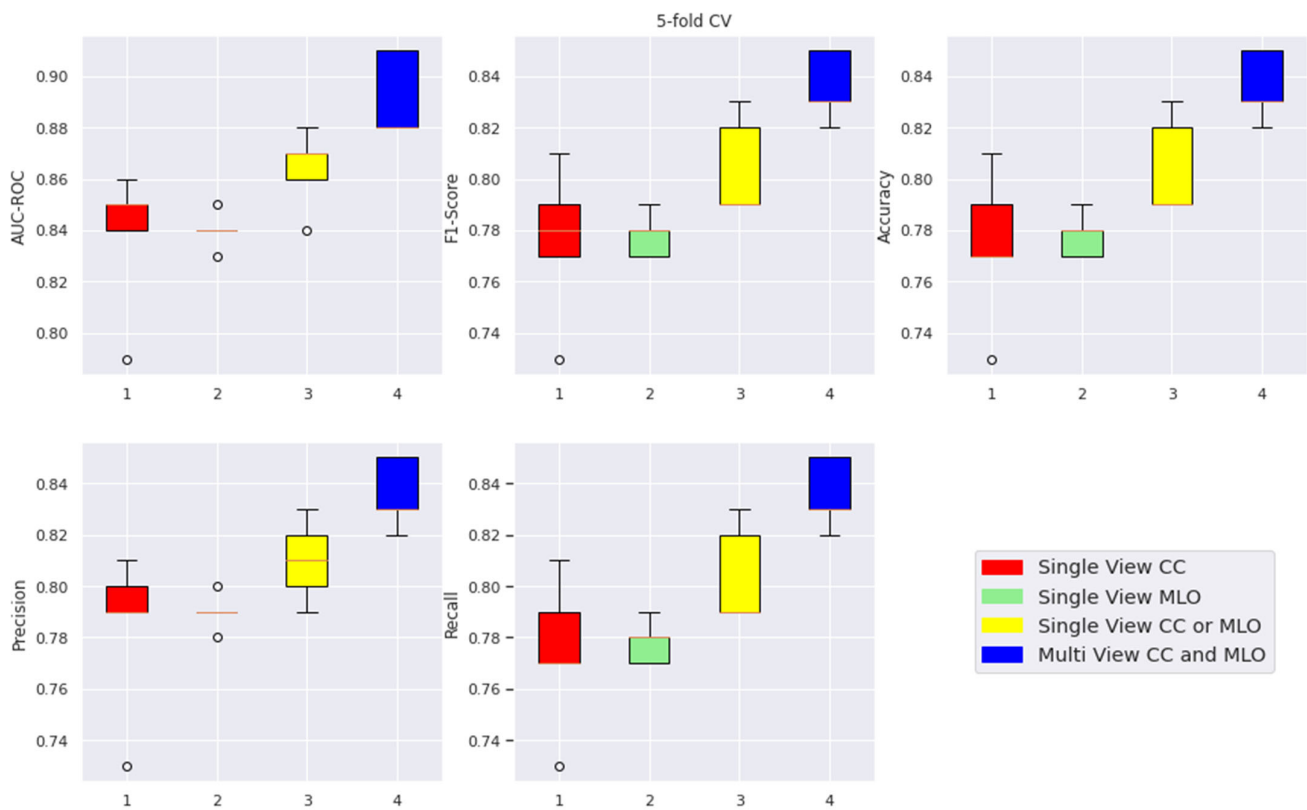 5-fold CV
AUC-ROC
0.90
0.88
0.86
0.84
0.82
0.80
1 2 3 4
F1-Score
0.84
0.82
0.80
0.78
0.76
0.74
1 2 3 4
Accuracy
0.84
0.82
0.80
0.78
0.76
0.74
1 2 3 4
Precision
0.84
0.82
0.80
0.78
0.76
0.74
1 2 3 4
Recall
0.84
0.82
0.80
0.78
0.76
0.74
1 2 3 4
Single View CC
Single View MLO
Single View CC or MLO
Multi View CC and MLO